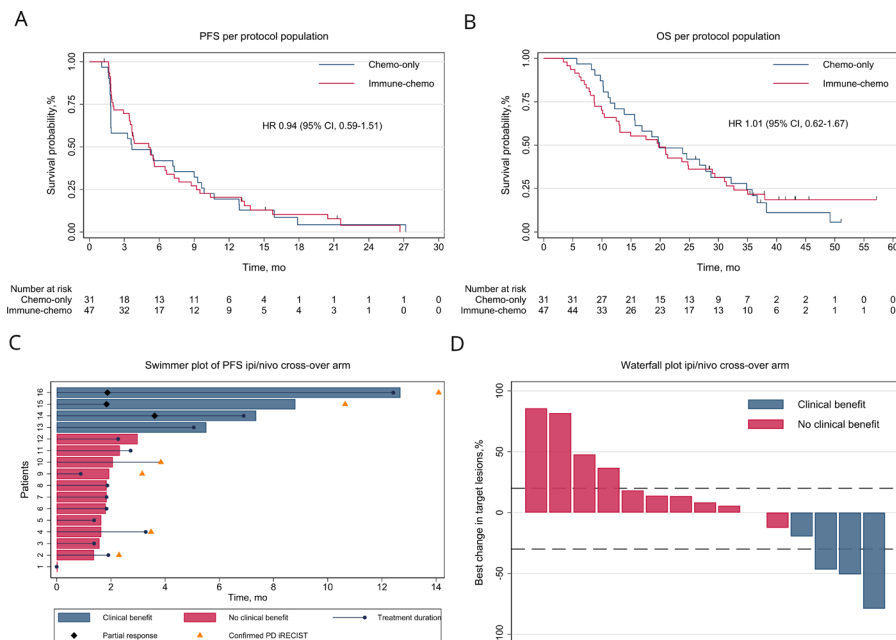 A
PFS per protocol population
Survival probability,%
1.00
0.75
0.50
0.25
0.00
Chemo-only
Immune-chemo
HR 0.94 (95% CI, 0.59-1.51)
0 3 6 9 12 15 18 21 24 27 30
Time, mo
Number at risk
Chemo-only 31 18 13 11 6 4 1 1 1 1 0
Immune-chemo 47 32 17 12 9 5 4 3 1 0 0
B
OS per protocol population
Survival probability,%
1.00
0.75
0.50
0.25
0.00
Chemo-only
Immune-chemo
HR 1.01 (95% CI, 0.62-1.67)
0 5 10 15 20 25 30 35 40 45 50 55 60
Time, mo
Number at risk
Chemo-only 31 31 27 21 15 13 9 7 2 2 1 0 0
Immune-chemo 47 44 33 26 23 17 13 10 6 2 1 1 0
C
Swimmer plot of PFS ipi/nivo cross-over arm
Patients
16
15
14
13
12
11
10
9
8
7
6
5
4
3
2
1
0 2 4 6 8 10 12 14
Time, mo
Clinical benefit No clinical benefit Treatment duration
Partial response Confirmed PD iRECIST
D
Waterfall plot ipi/nivo cross-over arm
Best change in target lesions,%
100
50
0
-50
-100
Clinical benefit
No clinical benefit